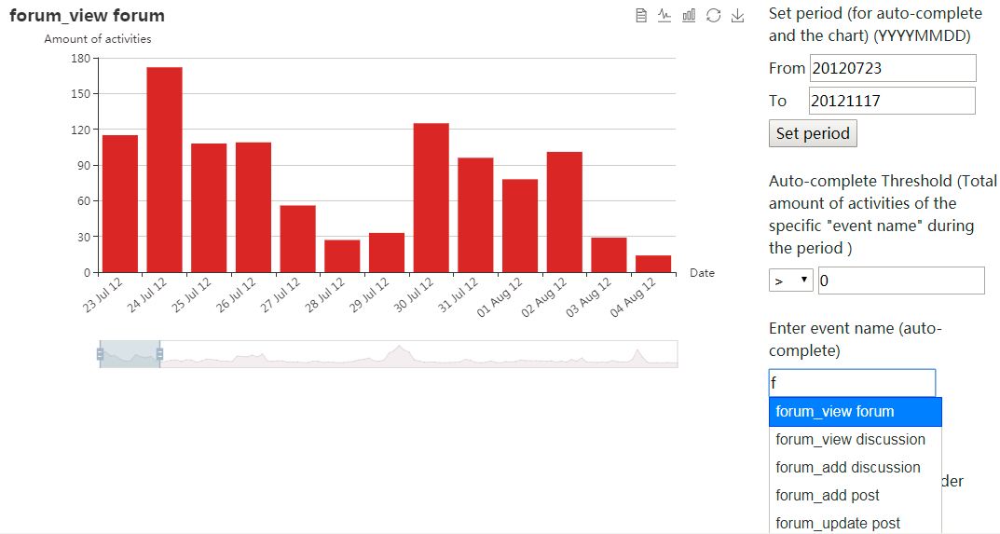 forum_view forum
Amount of activities
180
150
120
90
60
30
0
Date
23 Jul 12
24 Jul 12
25 Jul 12
26 Jul 12
27 Jul 12
28 Jul 12
29 Jul 12
30 Jul 12
31 Jul 12
01 Aug 12
02 Aug 12
03 Aug 12
04 Aug 12
Set period (for auto-complete
and the chart) (YYYYMMDD)
From 20120723
To 20121117
Set period
Auto-complete Threshold (Total
amount of activities of the
specific "event name" during
the period )
> 0
Enter event name (auto-
complete)
f
forum_view forum
forum_view discussion
forum_add discussion
der
forum_add post
forum_update post